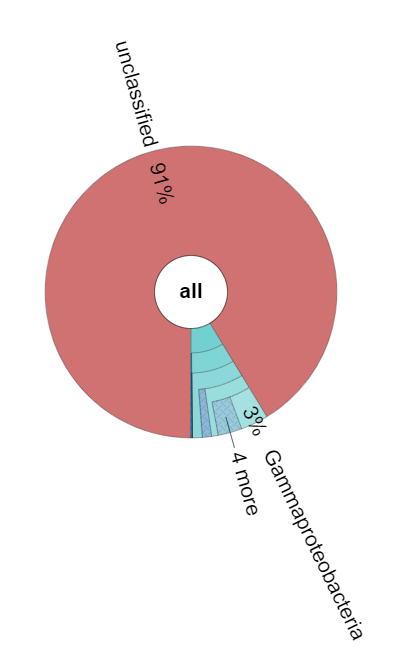 unclassified 91%
all
3% Gammaproteobacteria
4 more